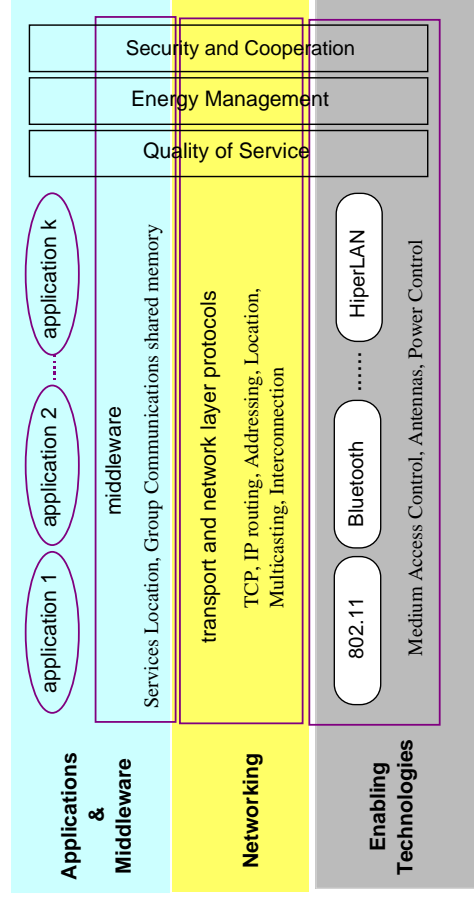 Security and Cooperation
Energy Management
Quality of Service
Applications
&
Middleware
application 1
application 2
application k
middleware
Services Location, Group Communications shared memory
Networking
transport and network layer protocols
TCP, IP routing, Addressing, Location,
Multicasting, Interconnection
Enabling
Technologies
802.11
Bluetooth
......
HiperLAN
Medium Access Control, Antennas, Power Control